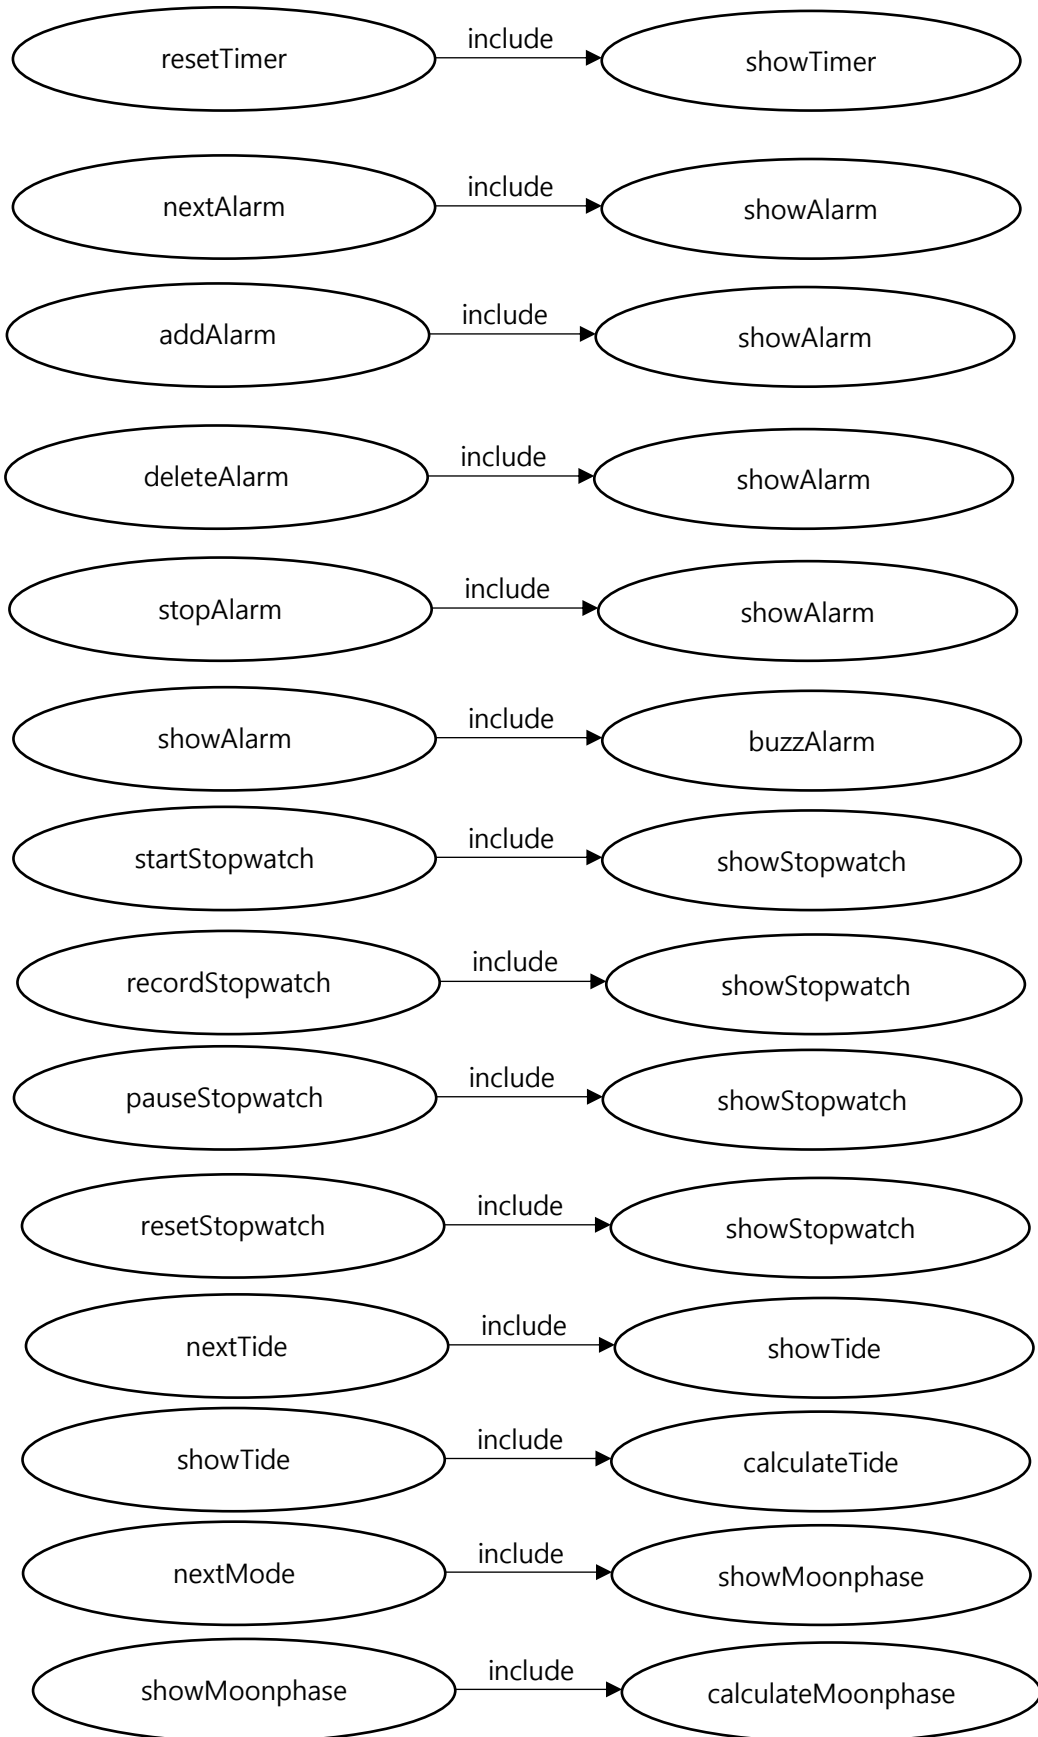 resetTimer include showTimer
nextAlarm include showAlarm
addAlarm include showAlarm
deleteAlarm include showAlarm
stopAlarm include showAlarm
showAlarm include buzzAlarm
startStopwatch include showStopwatch
recordStopwatch include showStopwatch
pauseStopwatch include showStopwatch
resetStopwatch include showStopwatch
nextTide include showTide
showTide include calculateTide
nextMode include showMoonphase
showMoonphase include calculateMoonphase